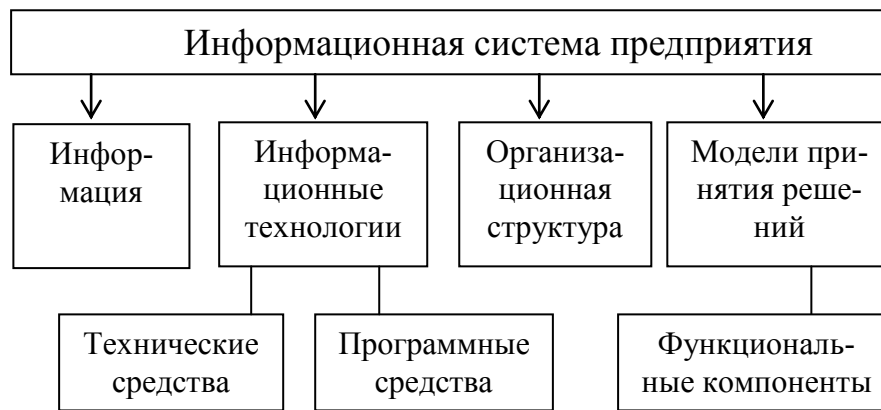 Информационная система предприятия
Инфор-
мация
Информа-
ционные
технологии
Организа-
ционная
структура
Модели при-
нятия реше-
ний
Технические
средства
Программные
средства
Функциональ-
ные компоненты